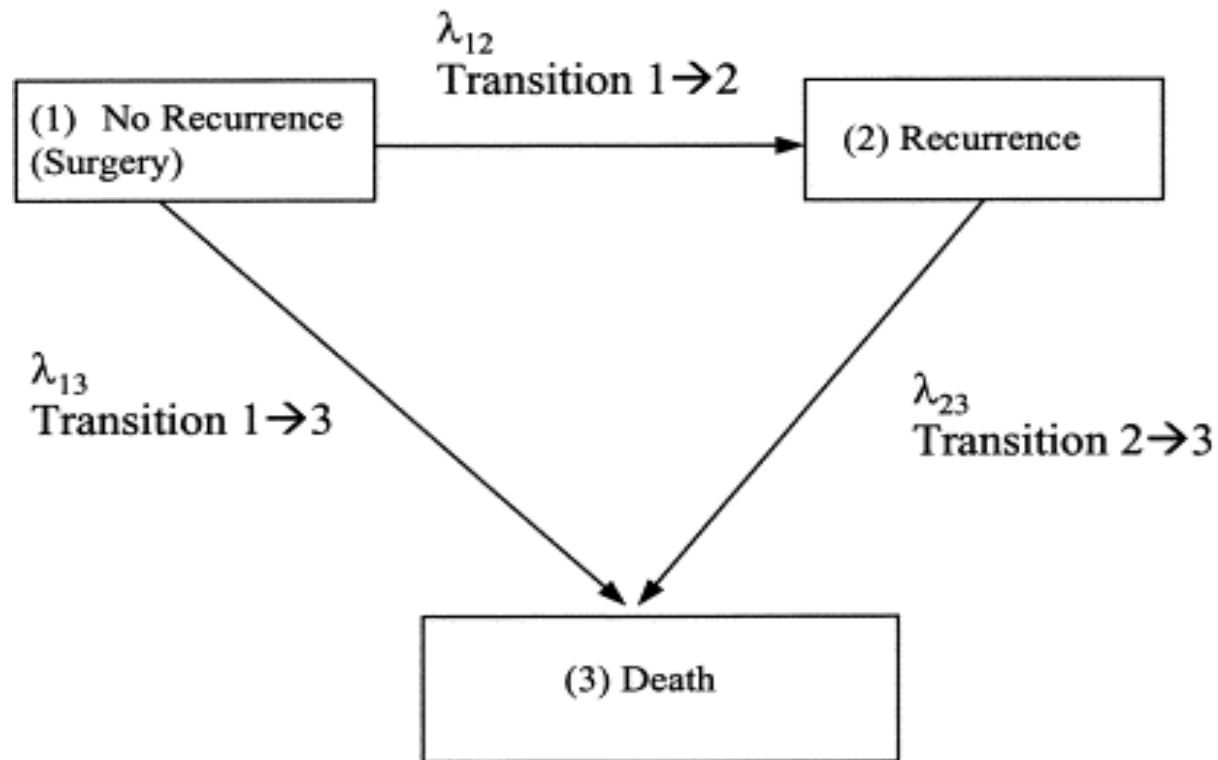 λ₁₂
Transition 1→2
(1) No Recurrence
(Surgery)
(2) Recurrence
λ₁₃
Transition 1→3
λ₂₃
Transition 2→3
(3) Death